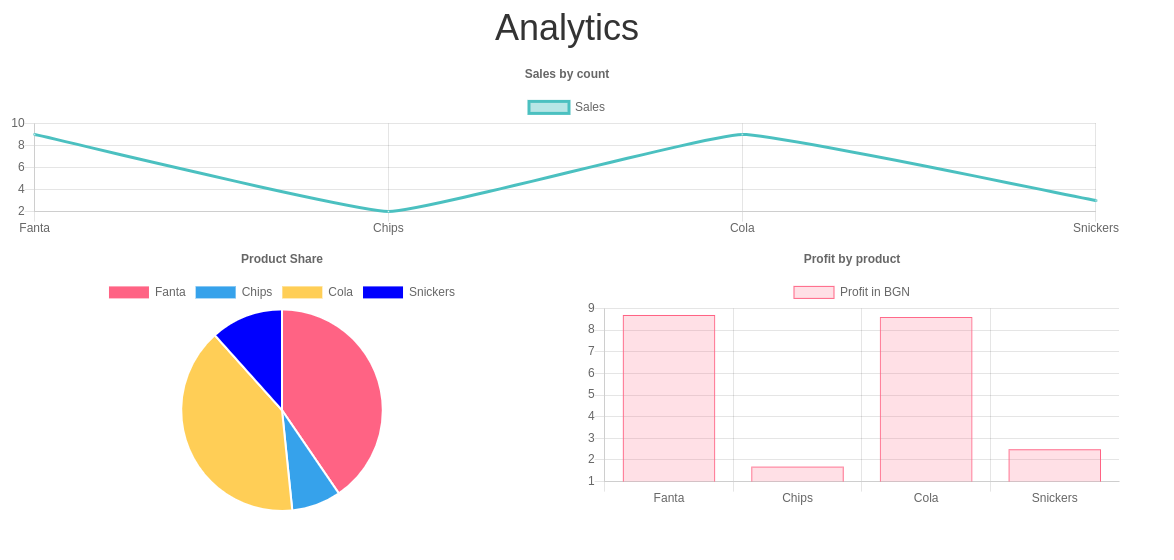 Analytics
Sales by count
Sales
10
8
6
4
2
Fanta Chips Cola Snickers
Product Share
Fanta Chips Cola Snickers
Profit by product
Profit in BGN
9
8
7
6
5
4
3
2
1
Fanta Chips Cola Snickers